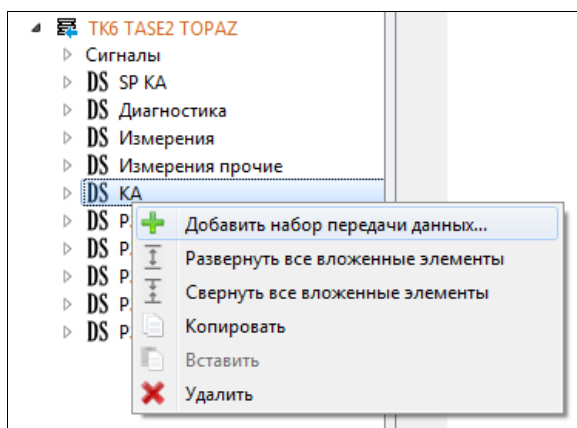 TK6 TASE2 TOPAZ
Сигналы
DS SP KA
DS Диагностика
DS Измерения
DS Измерения прочие
DS KA
DS Р
DS Р
DS Р
DS Р
DS Р
Добавить набор передачи данных...
Развернуть все вложенные элементы
Свернуть все вложенные элементы
Копировать
Вставить
Удалить